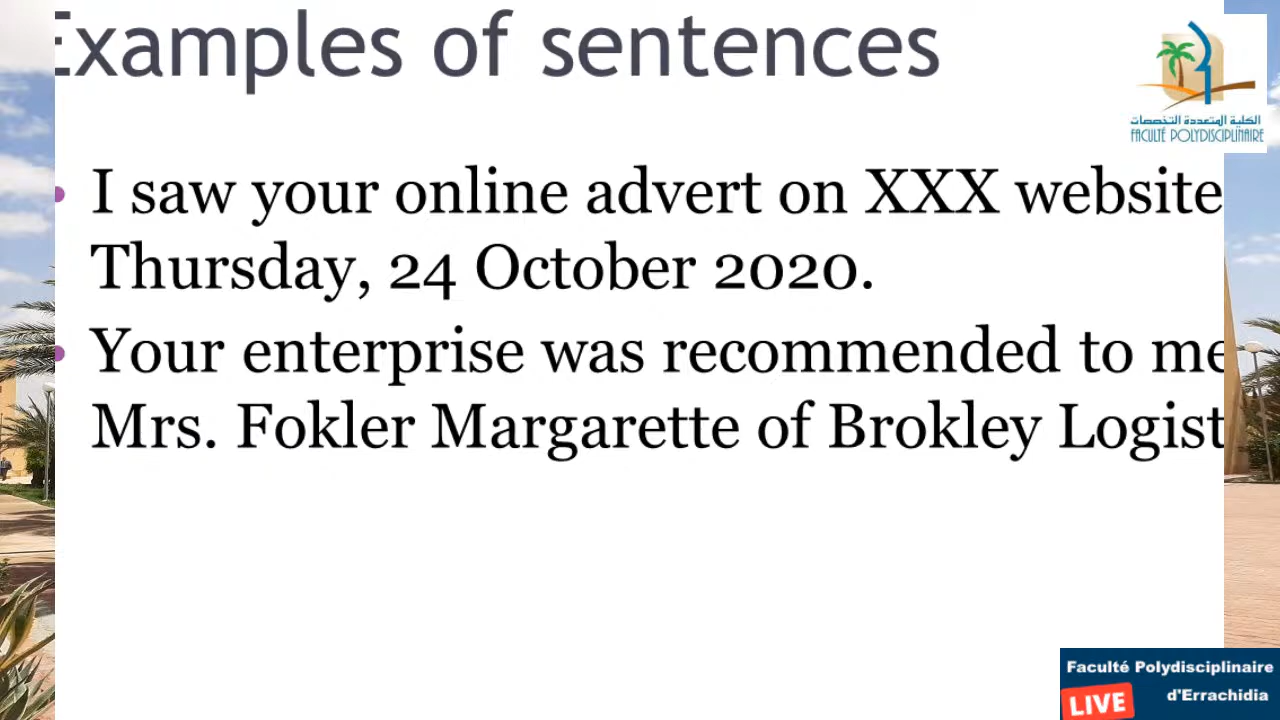 Examples of sentences
الكلية المتعددة التخصصات
FACULTÉ POLYDISCIPLINAIRE
I saw your online advert on XXX website
Thursday, 24 October 2020.
Your enterprise was recommended to me
Mrs. Fokler Margarette of Brokley Logist
Faculté Polydisciplinaire
d'Errachidia
LIVE